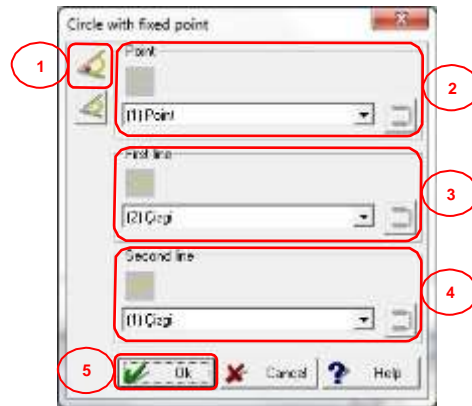 Circle with fixed point
1
Point
2
(1) Point
First line
3
(2) Çizgi
Second line
4
(1) Çizgi
5
Ok Cancel Help